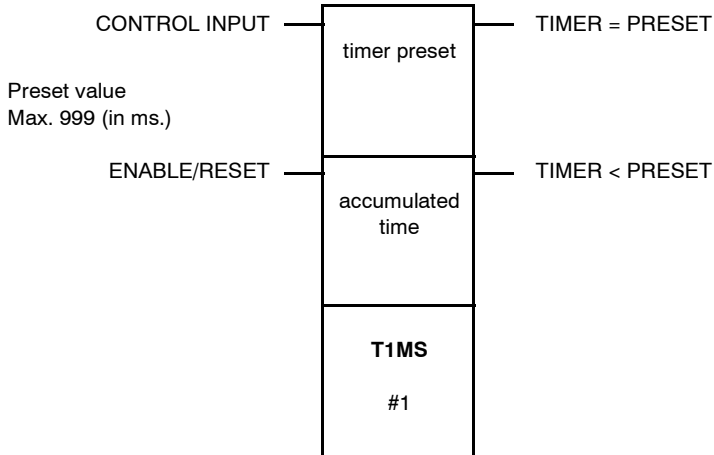 CONTROL INPUT
TIMER = PRESET
timer preset
Preset value
Max. 999 (in ms.)
ENABLE/RESET
TIMER < PRESET
accumulated
time
T1MS
#1